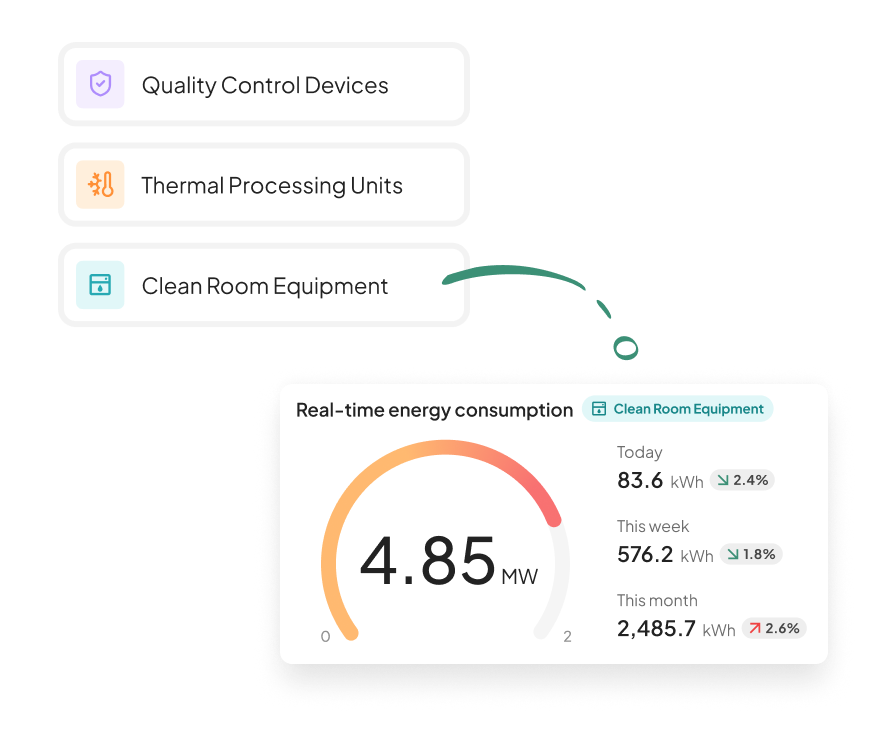 Quality Control Devices
Thermal Processing Units
Clean Room Equipment
Real-time energy consumption
Clean Room Equipment
4.85 MW
0
2
Today
83.6 kWh 2.4%
This week
576.2 kWh 1.8%
This month
2,485.7 kWh 2.6%